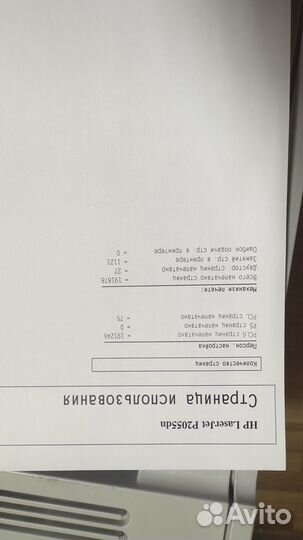 HP LaserJet P2055dn
Страница использования
Количество страниц
Персон. настройка
PCL6 страниц напечатано = 191246
PS страниц напечатано = 0
PCL страниц напечатано = 75
Механизм печати:
Всего страниц напечатано = 191878
Двустор. страниц напечатано = 27
Занятий стр. в принтере = 1121
Ошибок подачи стр. в принтере = 0
Avito